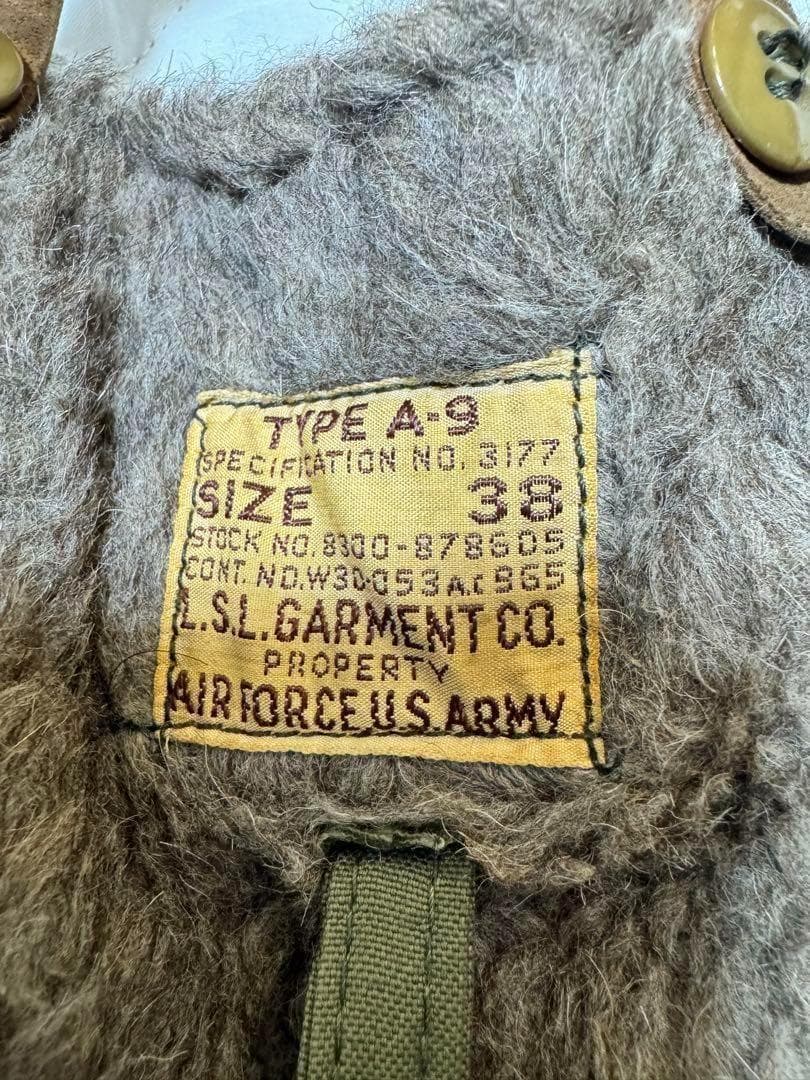 TYPE A-9
SPECIFICATION NO. 3177
SIZE 38
STOCK NO. 8300-878605
CONT. NO. W30-053 A.C 965
L.S.L. GARMENT CO.
PROPERTY
AIR FORCE U.S. ARMY